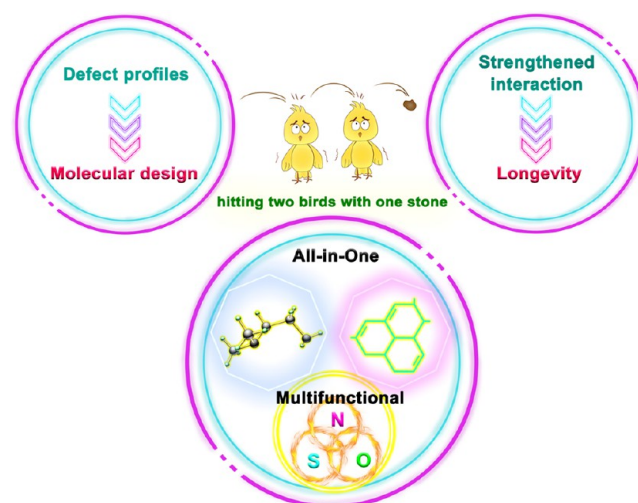 Defect profiles
Molecular design
Strengthened
interaction
Longevity
hitting two birds with one stone
All-in-One
Multifunctional
N
S
O